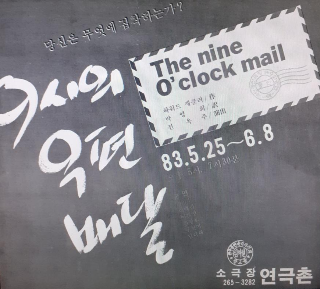 당신은 무엇에 집착하는가?
9시의
우편
배달
The nine
O'clock mail
83.5.25~6.8
소극장 연극촌
265-3282